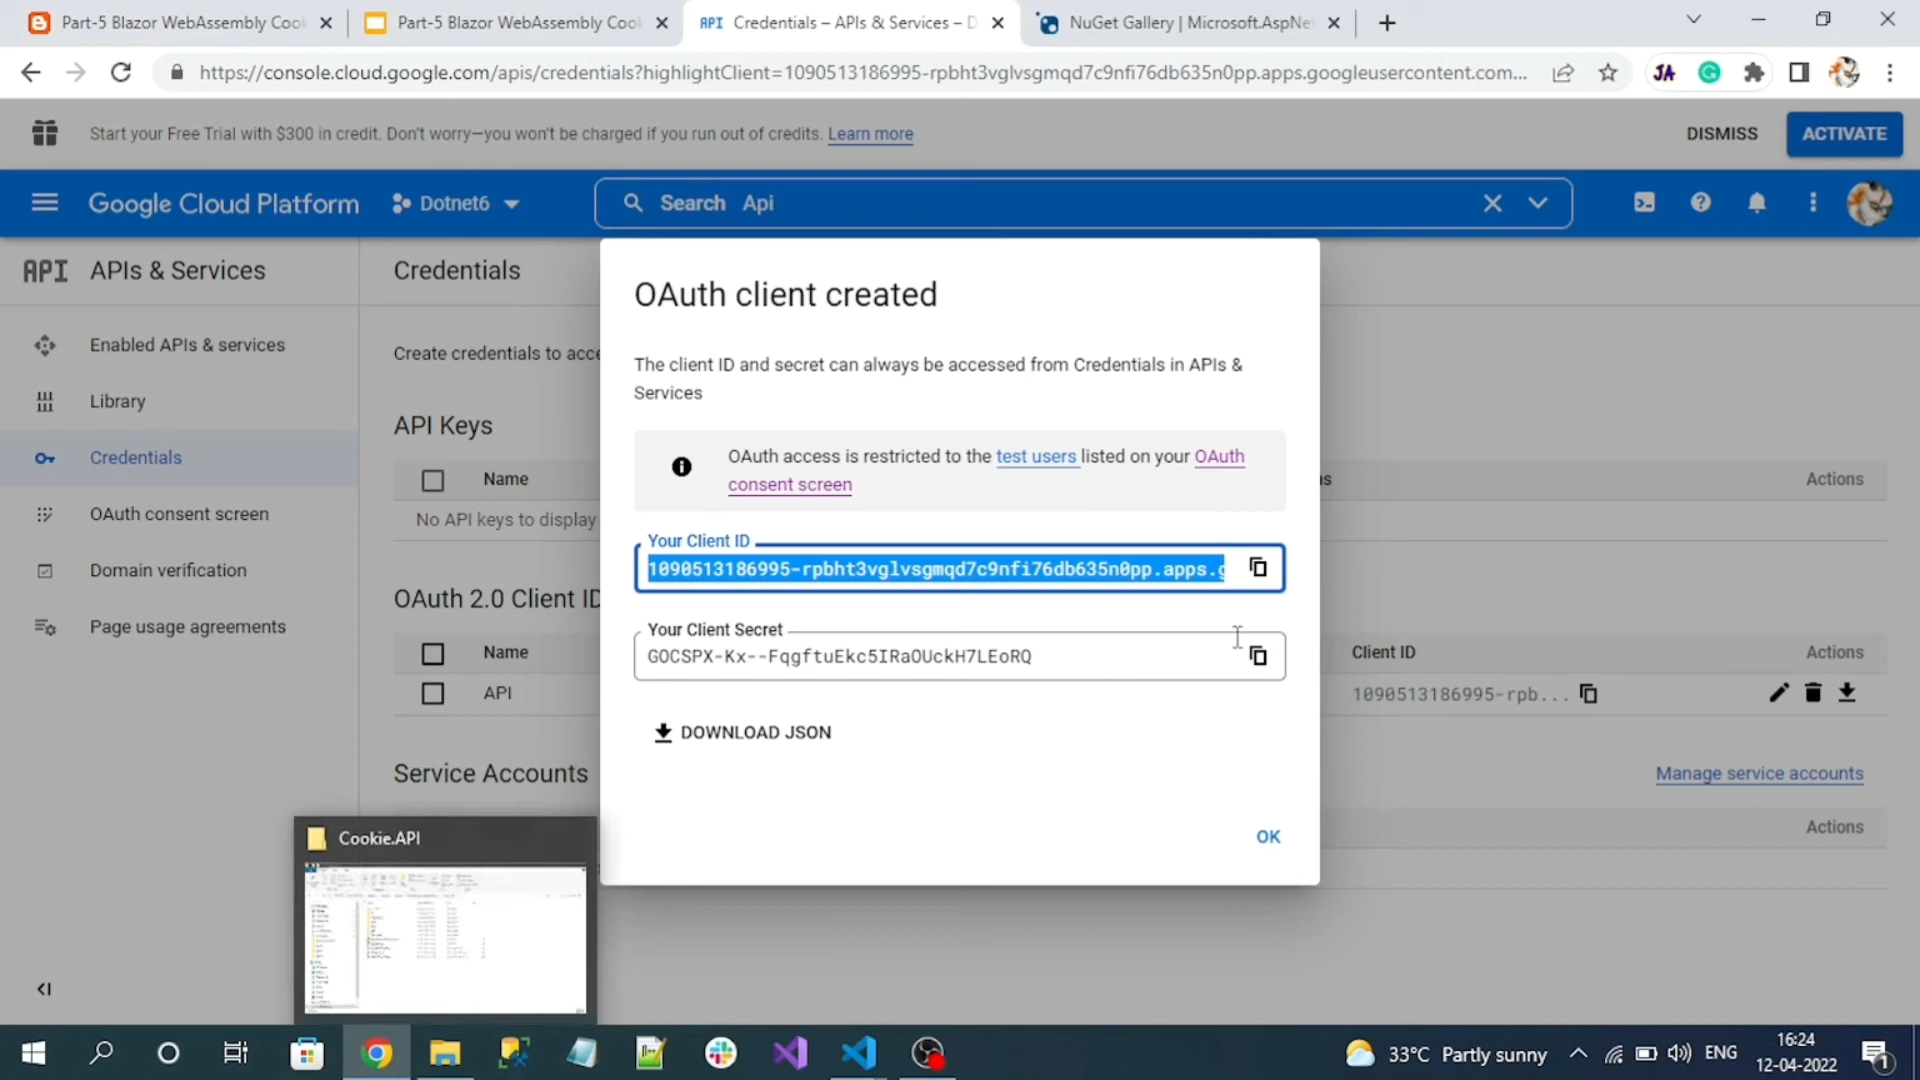 Part-5 Blazor WebAssembly Cook
Part-5 Blazor WebAssembly Cook
API Credentials – APIs & Services – D
NuGet Gallery | Microsoft.AspNe
https://console.cloud.google.com/apis/credentials?highlightClient=1090513186995-rpbht3vglvsgmqd7c9nfi76db635n0pp.apps.googleusercontent.com...
JA
Start your Free Trial with $300 in credit. Don't worry—you won't be charged if you run out of credits. Learn more
DISMISS
ACTIVATE
Google Cloud Platform
Dotnet6
Search Api
API APIs & Services
Enabled APIs & services
Library
Credentials
OAuth consent screen
Domain verification
Page usage agreements
Credentials
Create credentials to acce
API Keys
Name
Actions
No API keys to display
OAuth 2.0 Client ID
Name
Client ID
Actions
API
1090513186995-rpb...
Service Accounts
Manage service accounts
Actions
OAuth client created
The client ID and secret can always be accessed from Credentials in APIs &
Services
OAuth access is restricted to the test users listed on your OAuth
consent screen
Your Client ID
1090513186995-rpbht3vglvsgmqd7c9nfi76db635n0pp.apps.g
Your Client Secret
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
DOWNLOAD JSON
OK
Cookie.API
33°C Partly sunny
ENG
16:24
12-04-2022
1